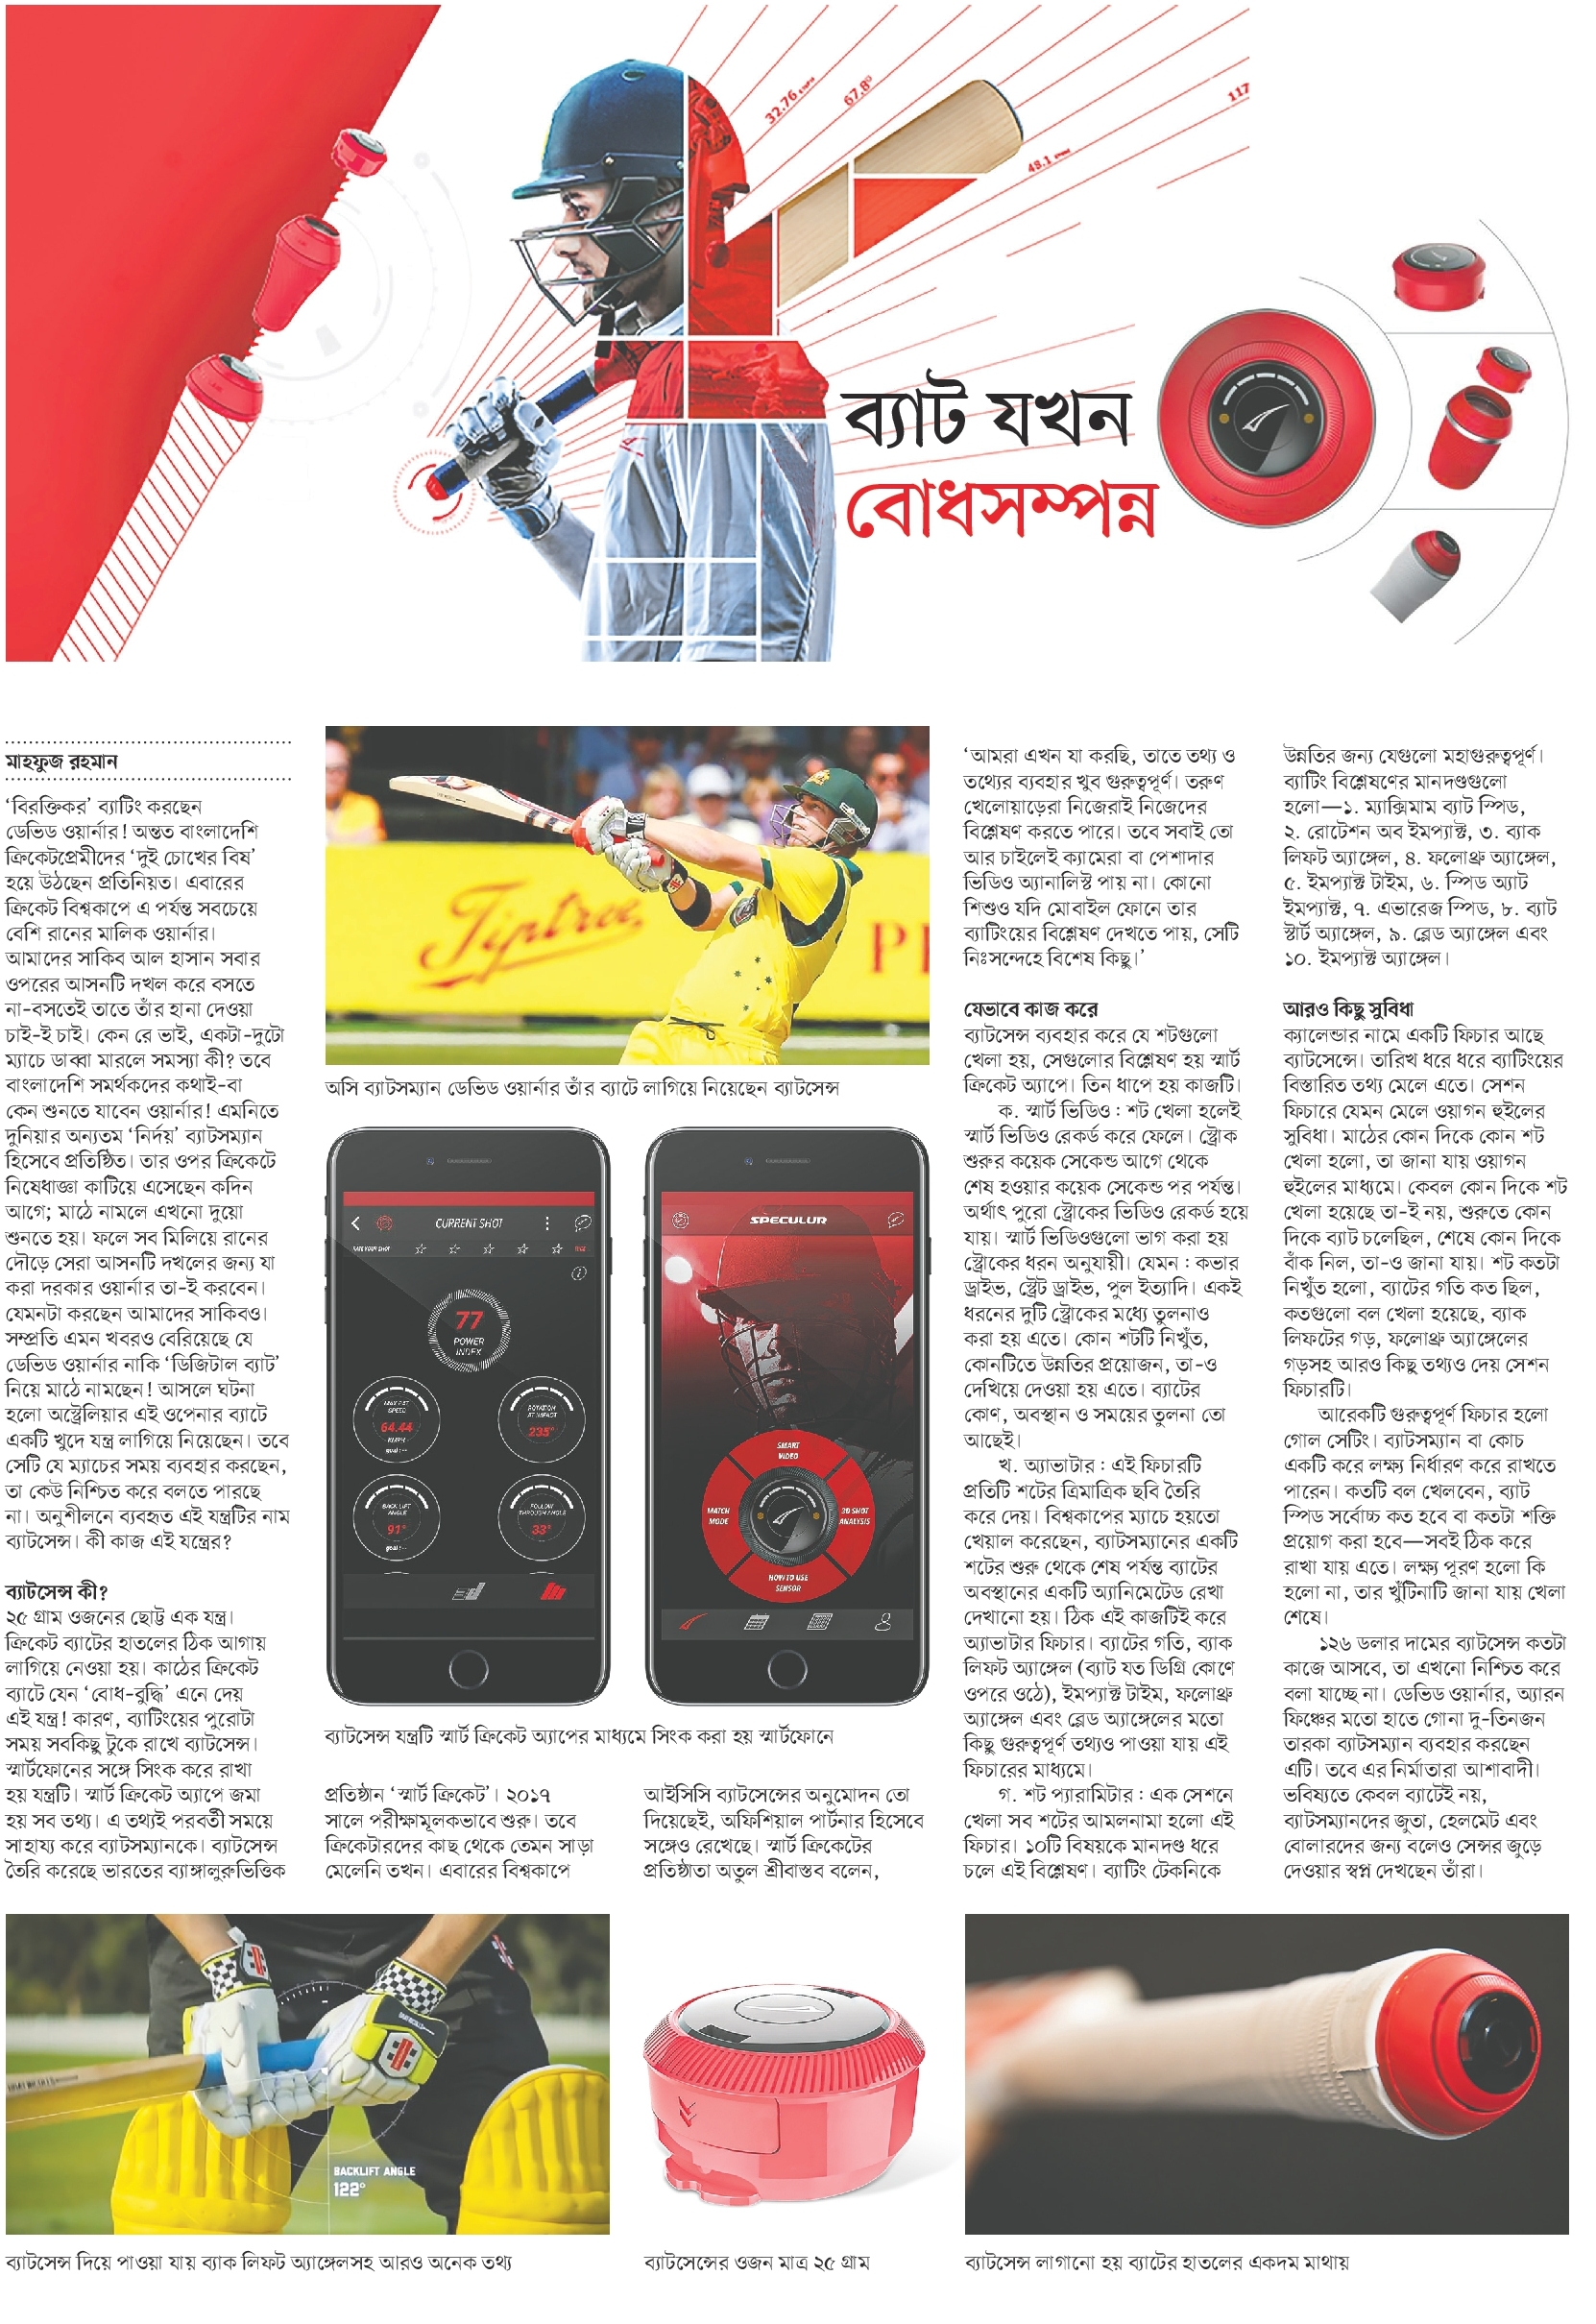 32.76
67.8°
117
48.1
ব্যাট যখন
বোধসম্পন্ন
মাহফুজ রহমান
‘বিরক্তিকর’ ব্যাটিং করছেন
ডেভিড ওয়ার্নার! অন্তত বাংলাদেশি
ক্রিকেটপ্রেমীদের ‘দুই চোখের বিষ’
হয়ে উঠছেন প্রতিনিয়ত। এবারের
ক্রিকেট বিশ্বকাপে এ পর্যন্ত সবচেয়ে
বেশি রানের মালিক ওয়ার্নার।
আমাদের সাকিব আল হাসান সবার
ওপরের আসনটি দখল করে বসতে
না-বসতেই তাতে তাঁর হানা দেওয়া
চাই-ই চাই। কেন রে ভাই, একটা-দুটো
ম্যাচে ডাব্বা মারলে সমস্যা কী? তবে
বাংলাদেশি সমর্থকদের কথাই-বা
কেন শুনতে যাবেন ওয়ার্নার! এমনিতে
দুনিয়ার অন্যতম ‘নির্দয়’ ব্যাটসম্যান
হিসেবে প্রতিষ্ঠিত। তার ওপর ক্রিকেটে
নিষেধাজ্ঞা কাটিয়ে এসেছেন কদিন
আগে; মাঠে নামলে এখনো দুয়ো
শুনতে হয়। ফলে সব মিলিয়ে রানের
দৌড়ে সেরা আসনটি দখলের জন্য যা
করা দরকার ওয়ার্নার তা-ই করবেন।
যেমনটা করছেন আমাদের সাকিবও।
সম্প্রতি এমন খবরও বেরিয়েছে যে
ডেভিড ওয়ার্নার নাকি ‘ডিজিটাল ব্যাট’
নিয়ে মাঠে নামছেন! আসলে ঘটনা
হলো অস্ট্রেলিয়ার এই ওপেনার ব্যাটে
একটি খুদে যন্ত্র লাগিয়ে নিয়েছেন। তবে
সেটি যে ম্যাচের সময় ব্যবহার করছেন,
তা কেউ নিশ্চিত করে বলতে পারছে
না। অনুশীলনে ব্যবহৃত এই যন্ত্রটির নাম
ব্যাটসেন্স। কী কাজ এই যন্ত্রের?
ব্যাটসেন্স কী?
২৫ গ্রাম ওজনের ছোট্ট এক যন্ত্র।
ক্রিকেট ব্যাটের হাতলের ঠিক আগায়
লাগিয়ে নেওয়া হয়। কাঠের ক্রিকেট
ব্যাটে যেন ‘বোধ-বুদ্ধি’ এনে দেয়
এই যন্ত্র! কারণ, ব্যাটিংয়ের পুরোটা
সময় সবকিছু টুকে রাখে ব্যাটসেন্স।
স্মার্টফোনের সঙ্গে সিংক করে রাখা
হয় যন্ত্রটি। স্মার্ট ক্রিকেট অ্যাপে জমা
হয় সব তথ্য। এ তথ্যই পরবর্তী সময়ে
সাহায্য করে ব্যাটসম্যানকে। ব্যাটসেন্স
তৈরি করেছে ভারতের ব্যাঙ্গালুরুভিত্তিক
Tiptree
অসি ব্যাটসম্যান ডেভিড ওয়ার্নার তাঁর ব্যাটে লাগিয়ে নিয়েছেন ব্যাটসেন্স
CURRENT SHOT
RATE YOUR SHOT
77
POWER
INDEX
MAX BAT
SPEED
64.44
KMPH
goal :--
ROTATION
AT IMPACT
235°
BACK LIFT
ANGLE
91°
goal :--
FOLLOW
THROUGH ANGLE
33°
SPECULUR
SMART
VIDEO
MATCH
MODE
3D SHOT
ANALYSIS
HOW TO USE
SENSOR
ব্যাটসেন্স যন্ত্রটি স্মার্ট ক্রিকেট অ্যাপের মাধ্যমে সিংক করা হয় স্মার্টফোনে
প্রতিষ্ঠান ‘স্মার্ট ক্রিকেট’। ২০১৭
সালে পরীক্ষামূলকভাবে শুরু। তবে
ক্রিকেটারদের কাছ থেকে তেমন সাড়া
মেলেনি তখন। এবারের বিশ্বকাপে
আইসিসি ব্যাটসেন্সের অনুমোদন তো
দিয়েছেই, অফিশিয়াল পার্টনার হিসেবে
সঙ্গেও রেখেছে। স্মার্ট ক্রিকেটের
প্রতিষ্ঠাতা অতুল শ্রীবাস্তব বলেন,
‘আমরা এখন যা করছি, তাতে তথ্য ও
তথ্যের ব্যবহার খুব গুরুত্বপূর্ণ। তরুণ
খেলোয়াড়েরা নিজেরাই নিজেদের
বিশ্লেষণ করতে পারে। তবে সবাই তো
আর চাইলেই ক্যামেরা বা পেশাদার
ভিডিও অ্যানালিস্ট পায় না। কোনো
শিশুও যদি মোবাইল ফোনে তার
ব্যাটিংয়ের বিশ্লেষণ দেখতে পায়, সেটি
নিঃসন্দেহে বিশেষ কিছু।’
যেভাবে কাজ করে
ব্যাটসেন্স ব্যবহার করে যে শটগুলো
খেলা হয়, সেগুলোর বিশ্লেষণ হয় স্মার্ট
ক্রিকেট অ্যাপে। তিন ধাপে হয় কাজটি।
ক. স্মার্ট ভিডিও : শট খেলা হলেই
স্মার্ট ভিডিও রেকর্ড করে ফেলে। স্ট্রোক
শুরুর কয়েক সেকেন্ড আগে থেকে
শেষ হওয়ার কয়েক সেকেন্ড পর পর্যন্ত।
অর্থাৎ পুরো স্ট্রোকের ভিডিও রেকর্ড হয়ে
যায়। স্মার্ট ভিডিওগুলো ভাগ করা হয়
স্ট্রোকের ধরন অনুযায়ী। যেমন : কভার
ড্রাইভ, স্ট্রেট ড্রাইভ, পুল ইত্যাদি। একই
ধরনের দুটি স্ট্রোকের মধ্যে তুলনাও
করা হয় এতে। কোন শটটি নিখুঁত,
কোনটিতে উন্নতির প্রয়োজন, তা-ও
দেখিয়ে দেওয়া হয় এতে। ব্যাটের
কোণ, অবস্থান ও সময়ের তুলনা তো
আছেই।
খ. অ্যাভাটার : এই ফিচারটি
প্রতিটি শটের ত্রিমাত্রিক ছবি তৈরি
করে দেয়। বিশ্বকাপের ম্যাচে হয়তো
খেয়াল করেছেন, ব্যাটসম্যানের একটি
শটের শুরু থেকে শেষ পর্যন্ত ব্যাটের
অবস্থানের একটি অ্যানিমেটেড রেখা
দেখানো হয়। ঠিক এই কাজটিই করে
অ্যাভাটার ফিচার। ব্যাটের গতি, ব্যাক
লিফট অ্যাঙ্গেল (ব্যাট যত ডিগ্রি কোণে
ওপরে ওঠে), ইমপ্যাক্ট টাইম, ফলোথ্রু
অ্যাঙ্গেল এবং ব্লেড অ্যাঙ্গেলের মতো
কিছু গুরুত্বপূর্ণ তথ্যও পাওয়া যায় এই
ফিচারের মাধ্যমে।
গ. শট প্যারামিটার : এক সেশনে
খেলা সব শটের আমলনামা হলো এই
ফিচার। ১০টি বিষয়কে মানদণ্ড ধরে
চলে এই বিশ্লেষণ। ব্যাটিং টেকনিকে
উন্নতির জন্য যেগুলো মহাগুরুত্বপূর্ণ।
ব্যাটিং বিশ্লেষণের মানদণ্ডগুলো
হলো—১. ম্যাক্সিমাম ব্যাট স্পিড,
২. রোটেশন অব ইমপ্যাক্ট, ৩. ব্যাক
লিফট অ্যাঙ্গেল, ৪. ফলোথ্রু অ্যাঙ্গেল,
৫. ইমপ্যাক্ট টাইম, ৬. স্পিড অ্যাট
ইমপ্যাক্ট, ৭. এভারেজ স্পিড, ৮. ব্যাট
স্টার্ট অ্যাঙ্গেল, ৯. ব্লেড অ্যাঙ্গেল এবং
১০. ইমপ্যাক্ট অ্যাঙ্গেল।
আরও কিছু সুবিধা
ক্যালেন্ডার নামে একটি ফিচার আছে
ব্যাটসেন্সে। তারিখ ধরে ধরে ব্যাটিংয়ের
বিস্তারিত তথ্য মেলে এতে। সেশন
ফিচারে যেমন মেলে ওয়াগন হুইলের
সুবিধা। মাঠের কোন দিকে কোন শট
খেলা হলো, তা জানা যায় ওয়াগন
হুইলের মাধ্যমে। কেবল কোন দিকে শট
খেলা হয়েছে তা-ই নয়, শুরুতে কোন
দিকে ব্যাট চলেছিল, শেষে কোন দিকে
বাঁক নিল, তা-ও জানা যায়। শট কতটা
নিখুঁত হলো, ব্যাটের গতি কত ছিল,
কতগুলো বল খেলা হয়েছে, ব্যাক
লিফটের গড়, ফলোথ্রু অ্যাঙ্গেলের
গড়সহ আরও কিছু তথ্যও দেয় সেশন
ফিচারটি।
আরেকটি গুরুত্বপূর্ণ ফিচার হলো
গোল সেটিং। ব্যাটসম্যান বা কোচ
একটি করে লক্ষ্য নির্ধারণ করে রাখতে
পারেন। কতটি বল খেলবেন, ব্যাট
স্পিড সর্বোচ্চ কত হবে বা কতটা শক্তি
প্রয়োগ করা হবে—সবই ঠিক করে
রাখা যায় এতে। লক্ষ্য পূরণ হলো কি
হলো না, তার খুঁটিনাটি জানা যায় খেলা
শেষে।
১২৬ ডলার দামের ব্যাটসেন্স কতটা
কাজে আসবে, তা এখনো নিশ্চিত করে
বলা যাচ্ছে না। ডেভিড ওয়ার্নার, অ্যারন
ফিঞ্চের মতো হাতে গোনা দু-তিনজন
তারকা ব্যাটসম্যান ব্যবহার করছেন
এটি। তবে এর নির্মাতারা আশাবাদী।
ভবিষ্যতে কেবল ব্যাটেই নয়,
ব্যাটসম্যানদের জুতা, হেলমেট এবং
বোলারদের জন্য বলেও সেন্সর জুড়ে
দেওয়ার স্বপ্ন দেখছেন তাঁরা।
BACKLIFT ANGLE
122°
ব্যাটসেন্স দিয়ে পাওয়া যায় ব্যাক লিফট অ্যাঙ্গেলসহ আরও অনেক তথ্য
ব্যাটসেন্সের ওজন মাত্র ২৫ গ্রাম
ব্যাটসেন্স লাগানো হয় ব্যাটের হাতলের একদম মাথায়